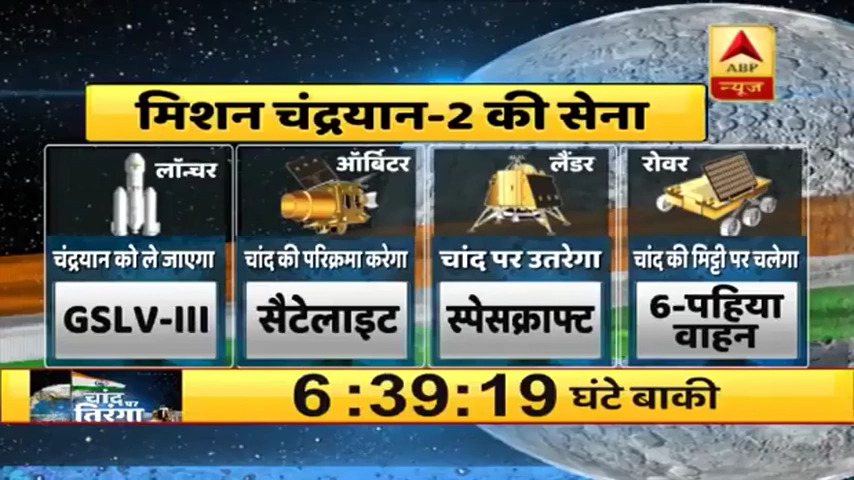 ABP
न्यूज़
मिशन चंद्रयान-2 की सेना
लॉन्चर
चंद्रयान को ले जाएगा
GSLV-III
ऑर्बिटर
चांद की परिक्रमा करेगा
सैटेलाइट
लैंडर
चांद पर उतरेगा
स्पेसक्राफ्ट
रोवर
चांद की मिट्टी पर चलेगा
6-पहिया
वाहन
चांद पर
तिरंगा
6:39:19 घंटे बाकी